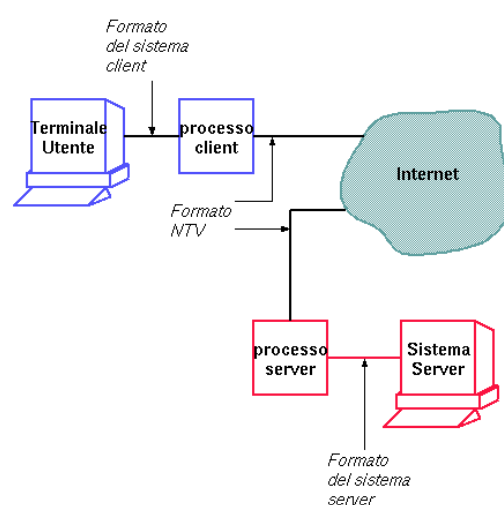 Formato
del sistema
client
Terminale
Utente
processo
client
Internet
Formato
NTV
processo
server
Sistema
Server
Formato
del sistema
server